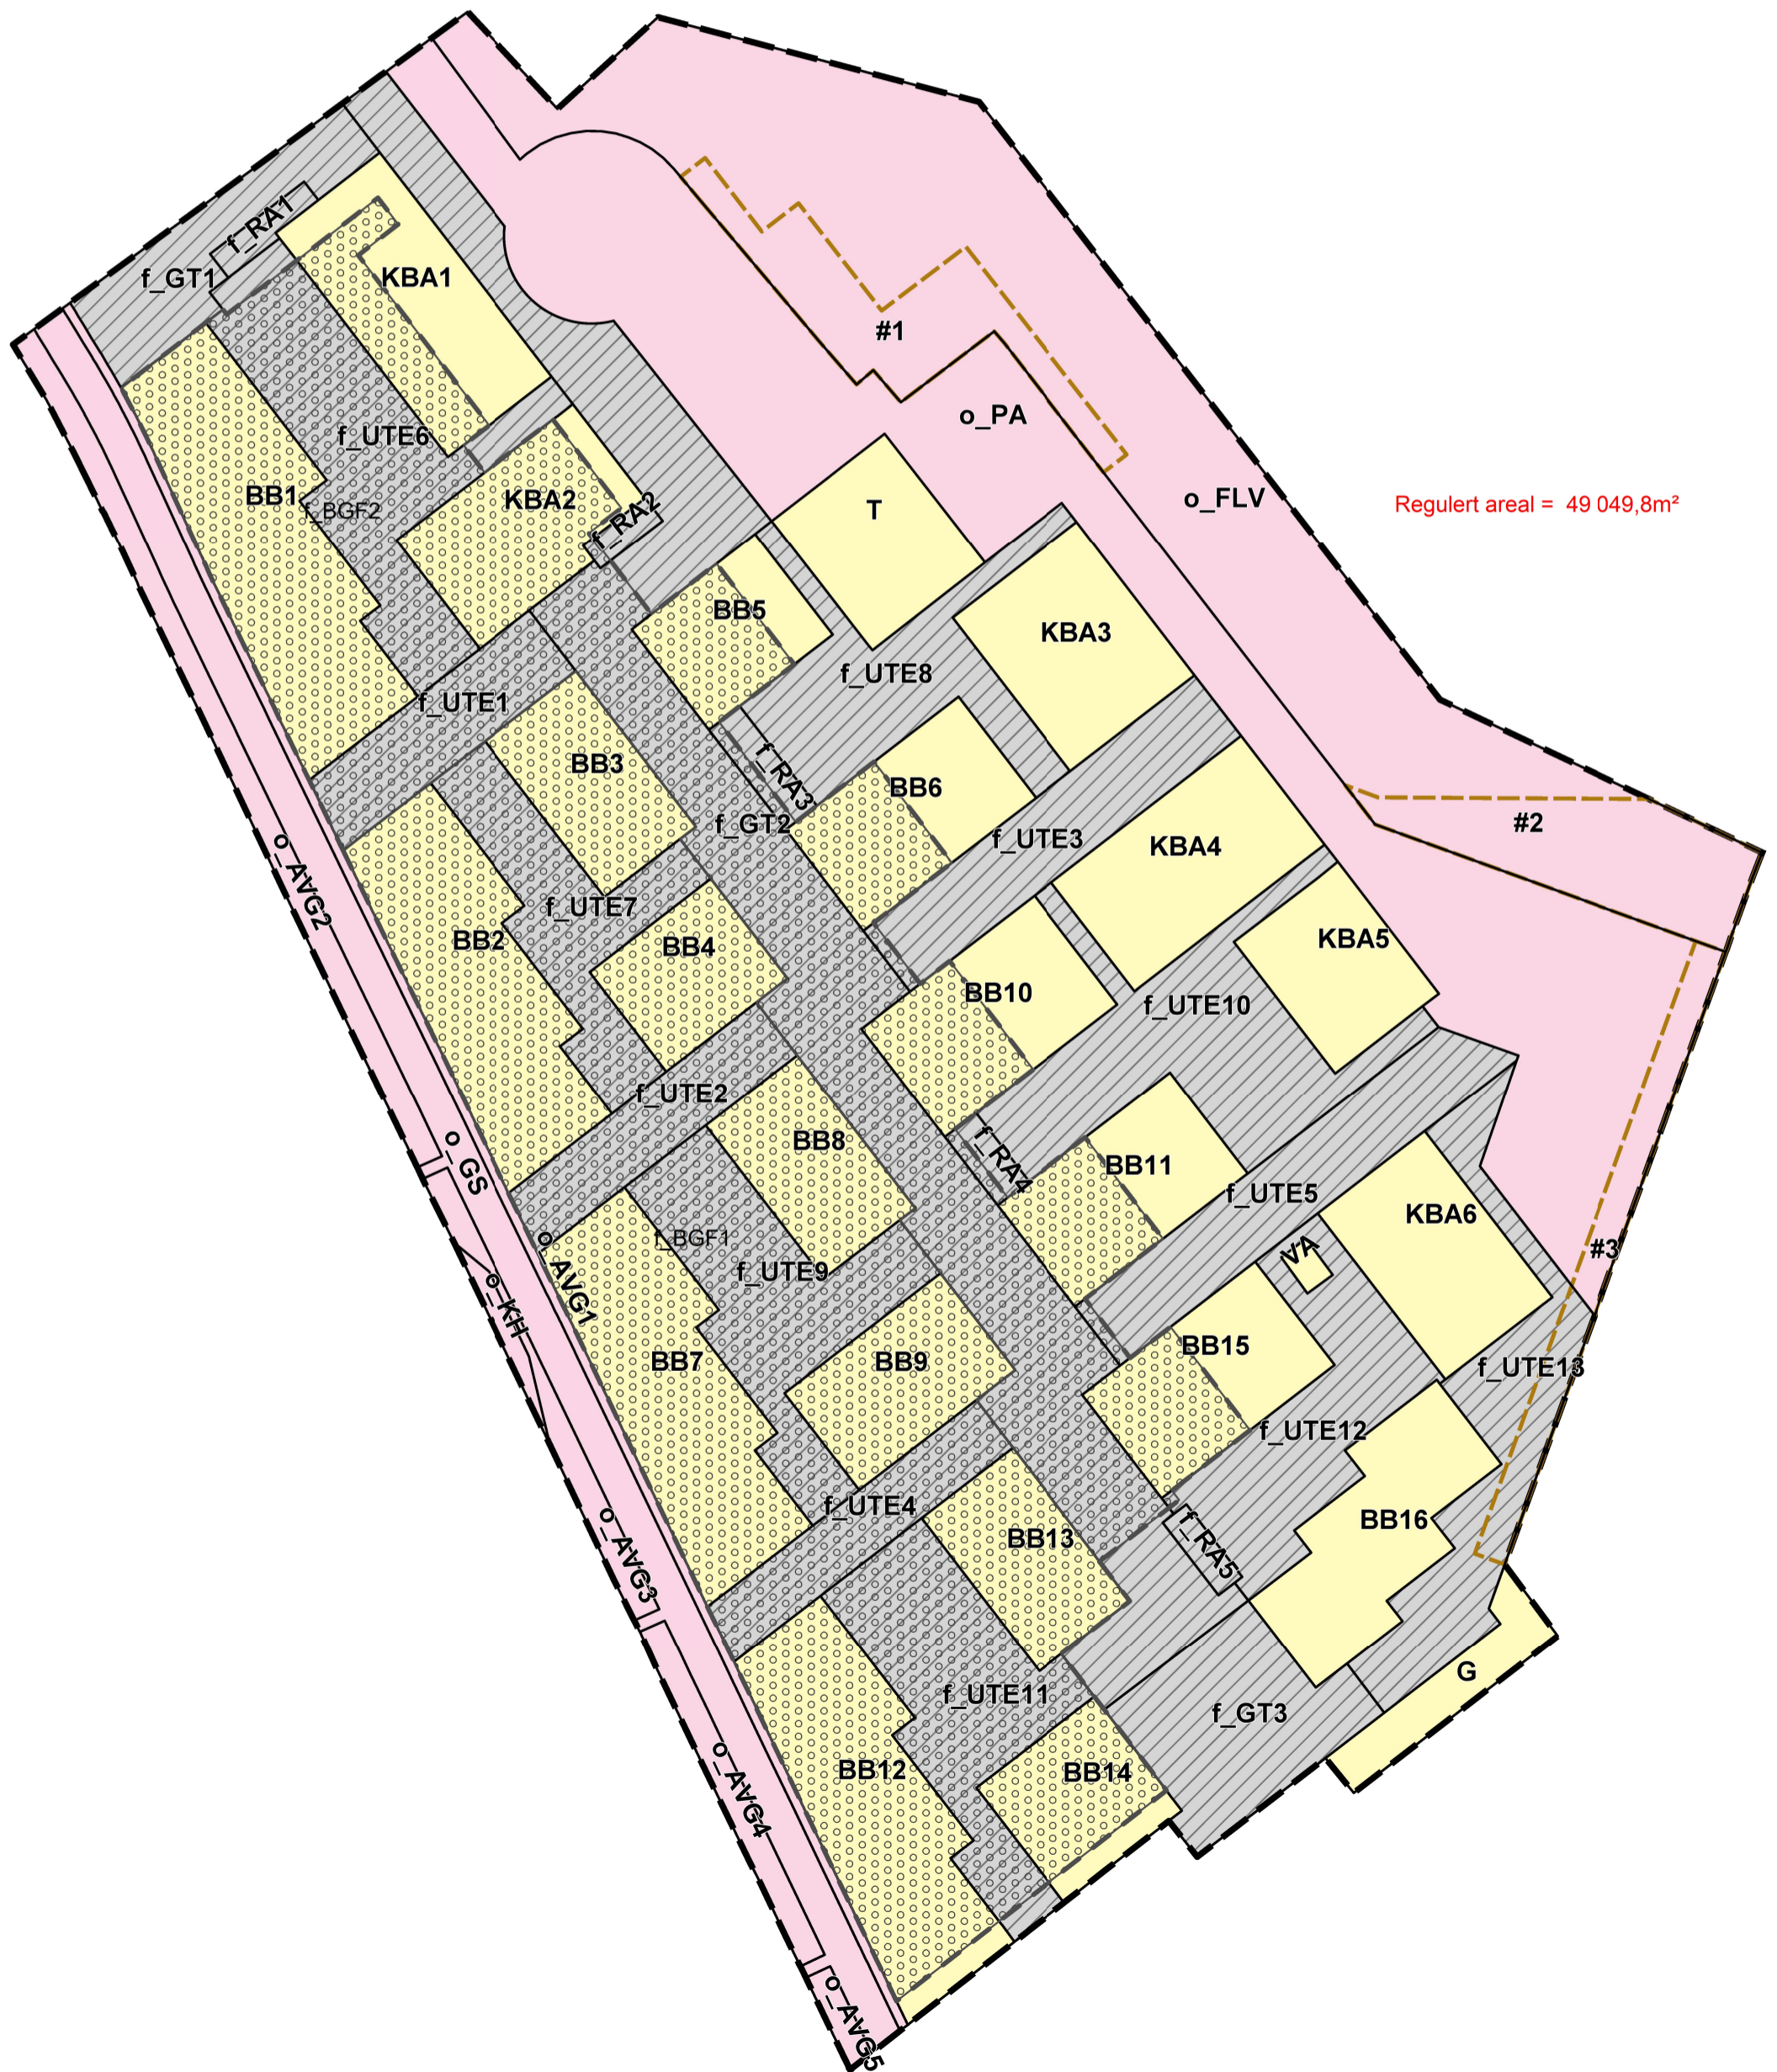 f_RA1
f_GT1
KBA1
#1
o_PA
f_UTE6
BB1
f_BGF2
KBA2
f_RA2
T
o_FLV
Regulert areal = 49 049,8m²
BB5
KBA3
f_UTE8
f_UTE1
BB3
f_RA3
BB6
f_GT2
f_UTE3
KBA4
#2
o_AVG2
f_UTE7
BB2
BB4
KBA5
BB10
f_UTE10
f_UTE2
BB8
o_GS
f_RA4
BB11
f_UTE5
KBA6
f_BGF1
VA
#3
f_UTE9
o_AVG1
o_KH
BB7
BB9
BB15
f_UTE13
f_UTE12
f_UTE4
BB13
BB16
f_RA5
o_AVG3
f_UTE11
G
f_GT3
BB12
BB14
o_AVG4
o_AVG5